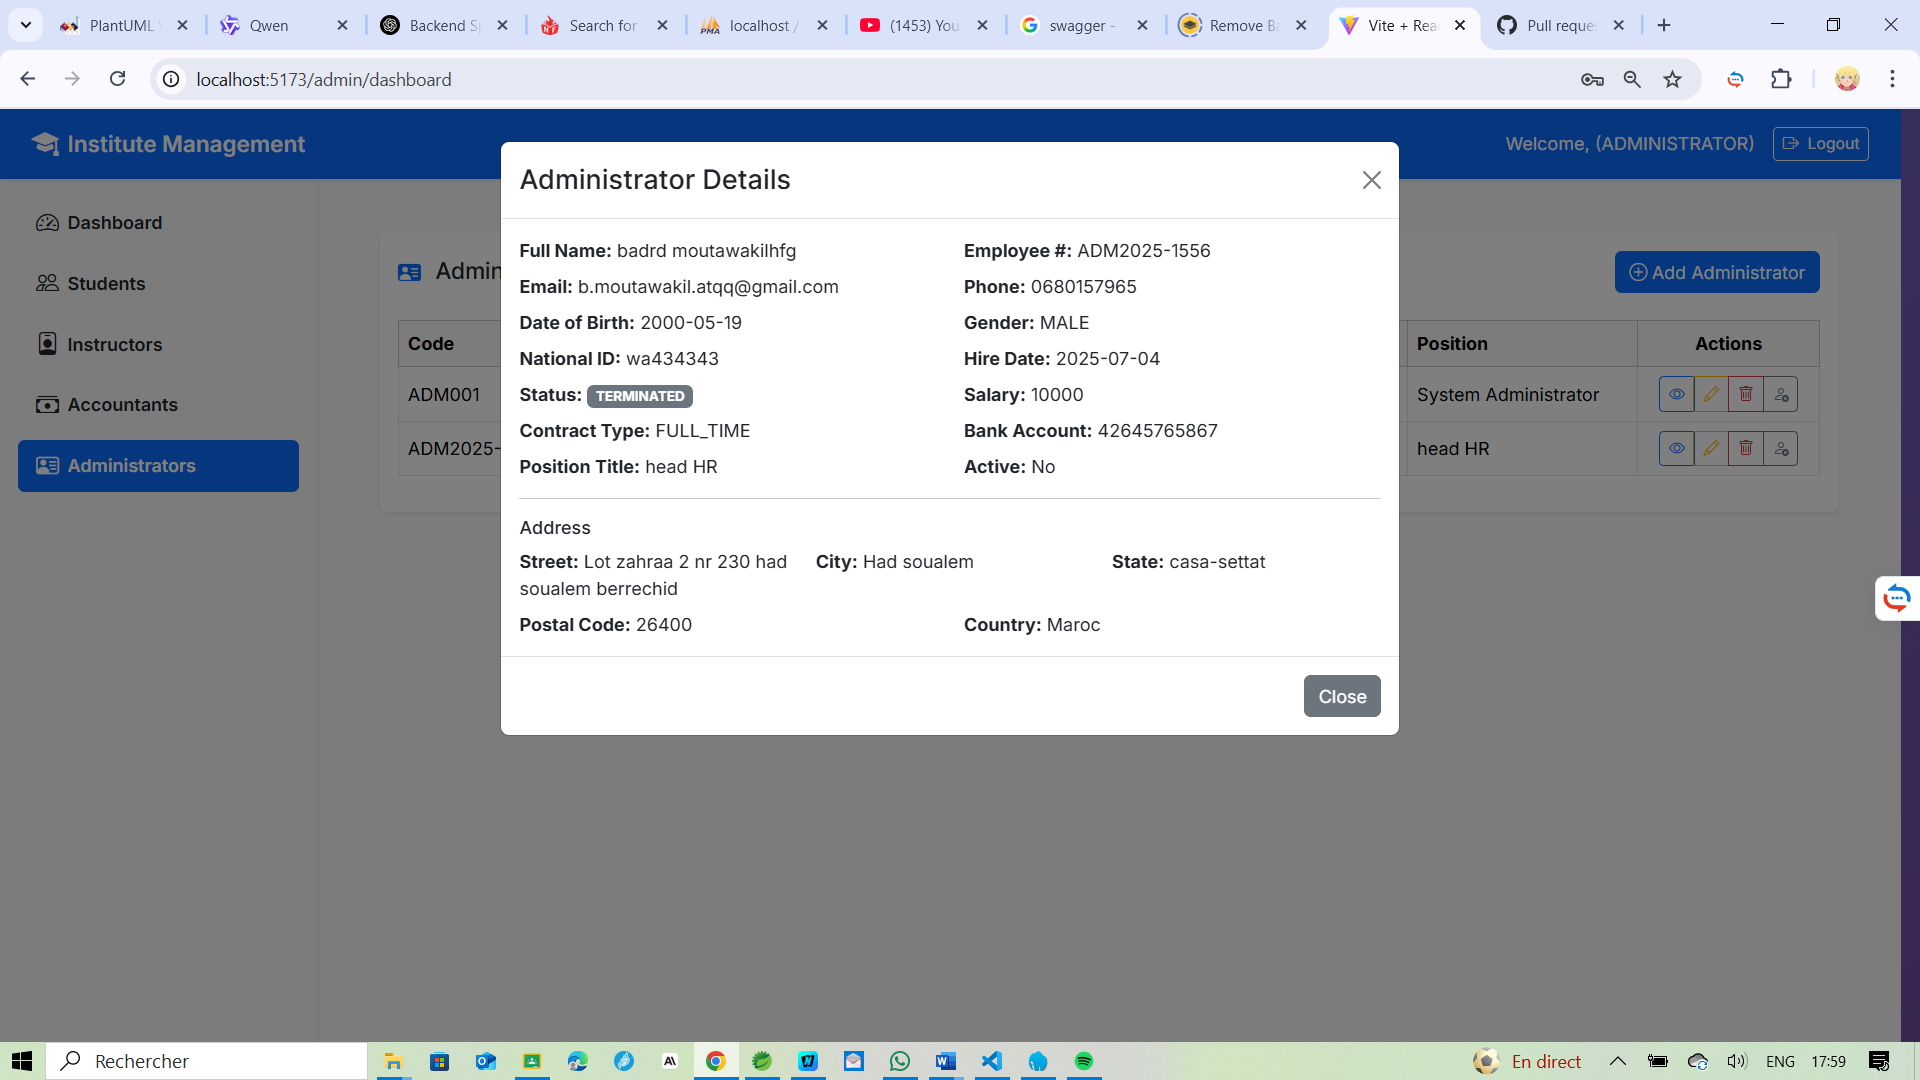 PlantUML
Qwen
Backend Sp
Search for
localhost /
(1453) You
swagger -
Remove Ba
Vite + Rea
Pull reques
localhost:5173/admin/dashboard
Institute Management
Welcome, (ADMINISTRATOR)
Logout
Dashboard
Students
Instructors
Accountants
Administrators
Admin
Add Administrator
Code
Position
Actions
ADM001
System Administrator
ADM2025-
head HR
Administrator Details
Full Name: badrd moutawakilhfg
Employee #: ADM2025-1556
Email: b.moutawakil.atqq@gmail.com
Phone: 0680157965
Date of Birth: 2000-05-19
Gender: MALE
National ID: wa434343
Hire Date: 2025-07-04
Status: TERMINATED
Salary: 10000
Contract Type: FULL_TIME
Bank Account: 42645765867
Position Title: head HR
Active: No
Address
Street: Lot zahraa 2 nr 230 had
soualem berrechid
City: Had soualem
State: casa-settat
Postal Code: 26400
Country: Maroc
Close
Rechercher
En direct
ENG
17:59